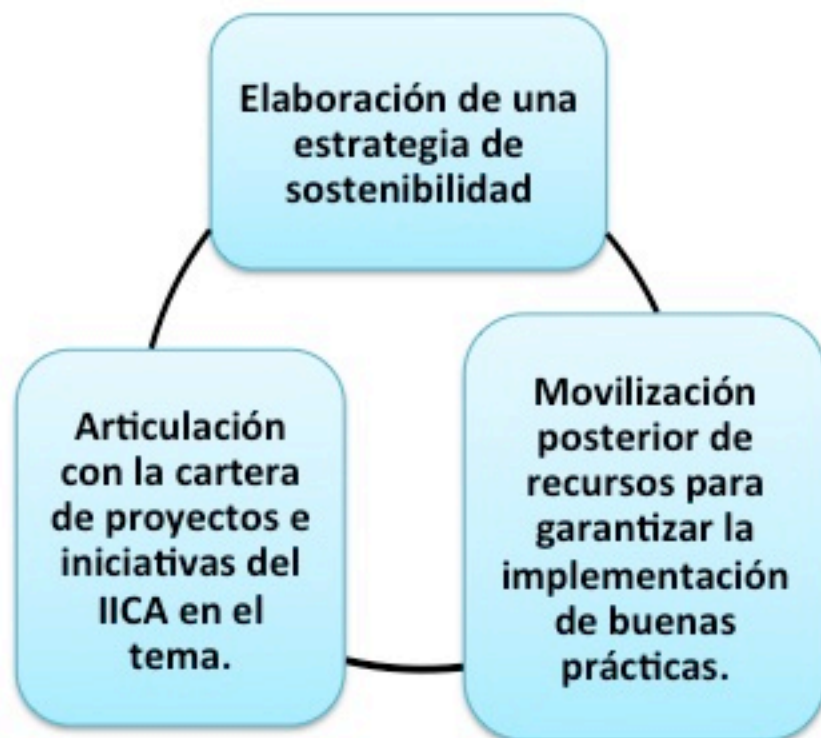 Elaboración de una
estrategia de
sostenibilidad
Articulación
con la cartera
de proyectos e
iniciativas del
IICA en el
tema.
Movilización
posterior de
recursos para
garantizar la
implementación
de buenas
prácticas.